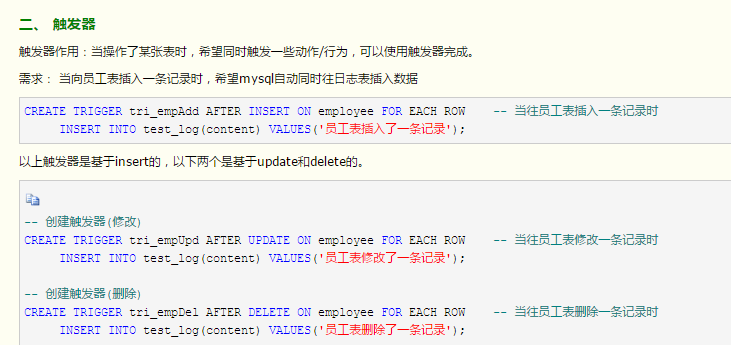 二、 触发器
触发器作用：当操作了某张表时，希望同时触发一些动作/行为，可以使用触发器完成。
需求： 当向员工表插入一条记录时，希望mysql自动同时往日志表插入数据
CREATE TRIGGER tri_empAdd AFTER INSERT ON employee FOR EACH ROW    -- 当往员工表插入一条记录时
     INSERT INTO test_log(content) VALUES('员工表插入了一条记录');
以上触发器是基于insert的，以下两个是基于update和delete的。
-- 创建触发器(修改)
CREATE TRIGGER tri_empUpd AFTER UPDATE ON employee FOR EACH ROW    -- 当往员工表修改一条记录时
     INSERT INTO test_log(content) VALUES('员工表修改了一条记录');
-- 创建触发器(删除)
CREATE TRIGGER tri_empDel AFTER DELETE ON employee FOR EACH ROW    -- 当往员工表删除一条记录时
     INSERT INTO test_log(content) VALUES('员工表删除了一条记录');